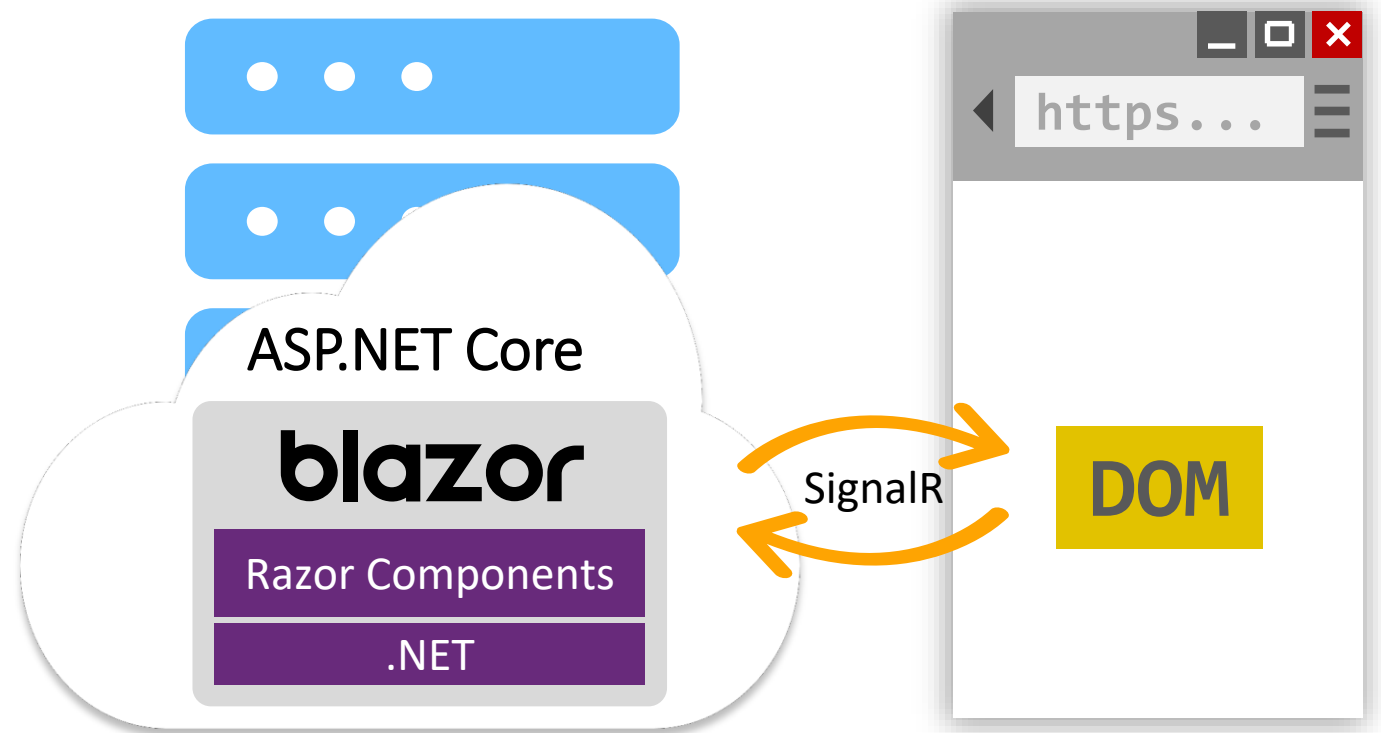 https...
ASP.NET Core
blazor
SignalR
DOM
Razor Components
.NET